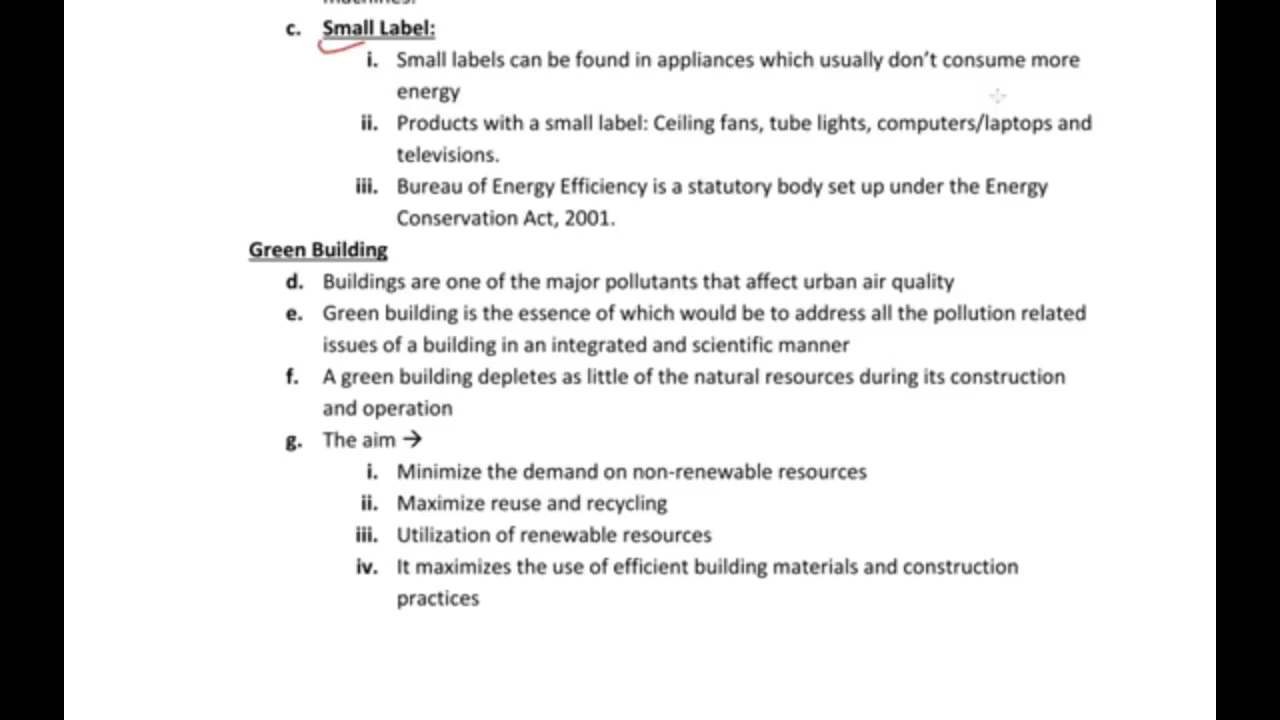 c. Small Label:
i. Small labels can be found in appliances which usually don't consume more
energy
ii. Products with a small label: Ceiling fans, tube lights, computers/laptops and
televisions.
iii. Bureau of Energy Efficiency is a statutory body set up under the Energy
Conservation Act, 2001.
Green Building
d. Buildings are one of the major pollutants that affect urban air quality
e. Green building is the essence of which would be to address all the pollution related
issues of a building in an integrated and scientific manner
f. A green building depletes as little of the natural resources during its construction
and operation
g. The aim →
i. Minimize the demand on non-renewable resources
ii. Maximize reuse and recycling
iii. Utilization of renewable resources
iv. It maximizes the use of efficient building materials and construction
practices